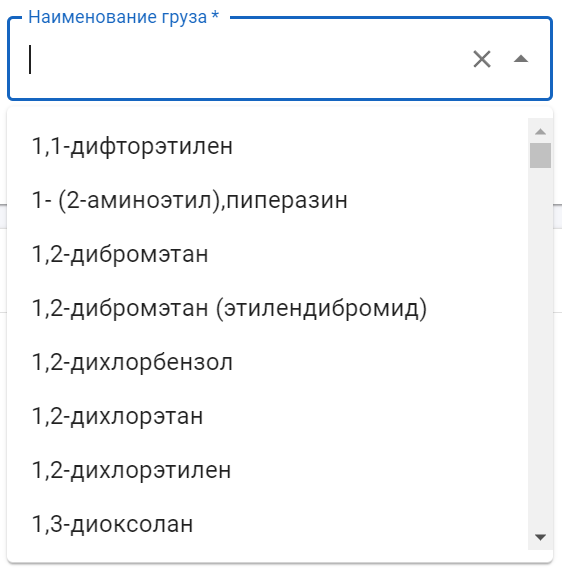 Наименование груза *
1,1-дифторэтилен
1- (2-аминоэтил),пиперазин
1,2-дибромэтан
1,2-дибромэтан (этилендибромид)
1,2-дихлорбензол
1,2-дихлорэтан
1,2-дихлорэтилен
1,3-диоксолан